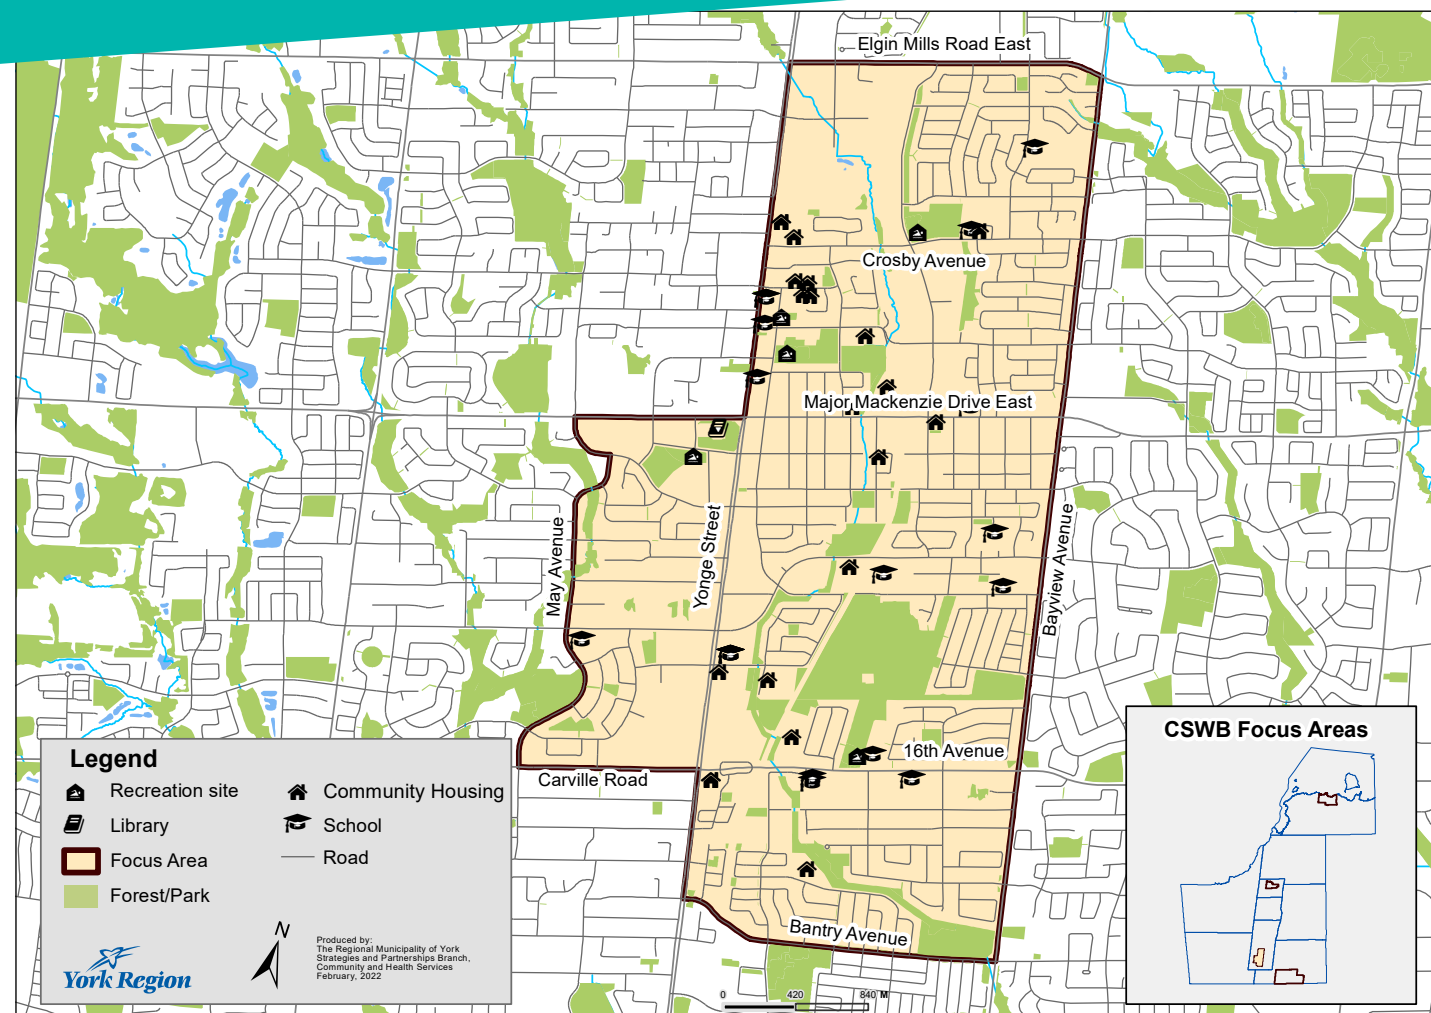 Elgin Mills Road East
Crosby Avenue
Major Mackenzie Drive East
May Avenue
Yonge Street
Bayview Avenue
16th Avenue
Carville Road
Bantry Avenue
Legend
Recreation site
Community Housing
Library
School
Focus Area
Road
Forest/Park
York Region
N
Produced by:
The Regional Municipality of York
Strategies and Partnerships Branch,
Community and Health Services
February, 2022
0 420 840 M
CSWB Focus Areas